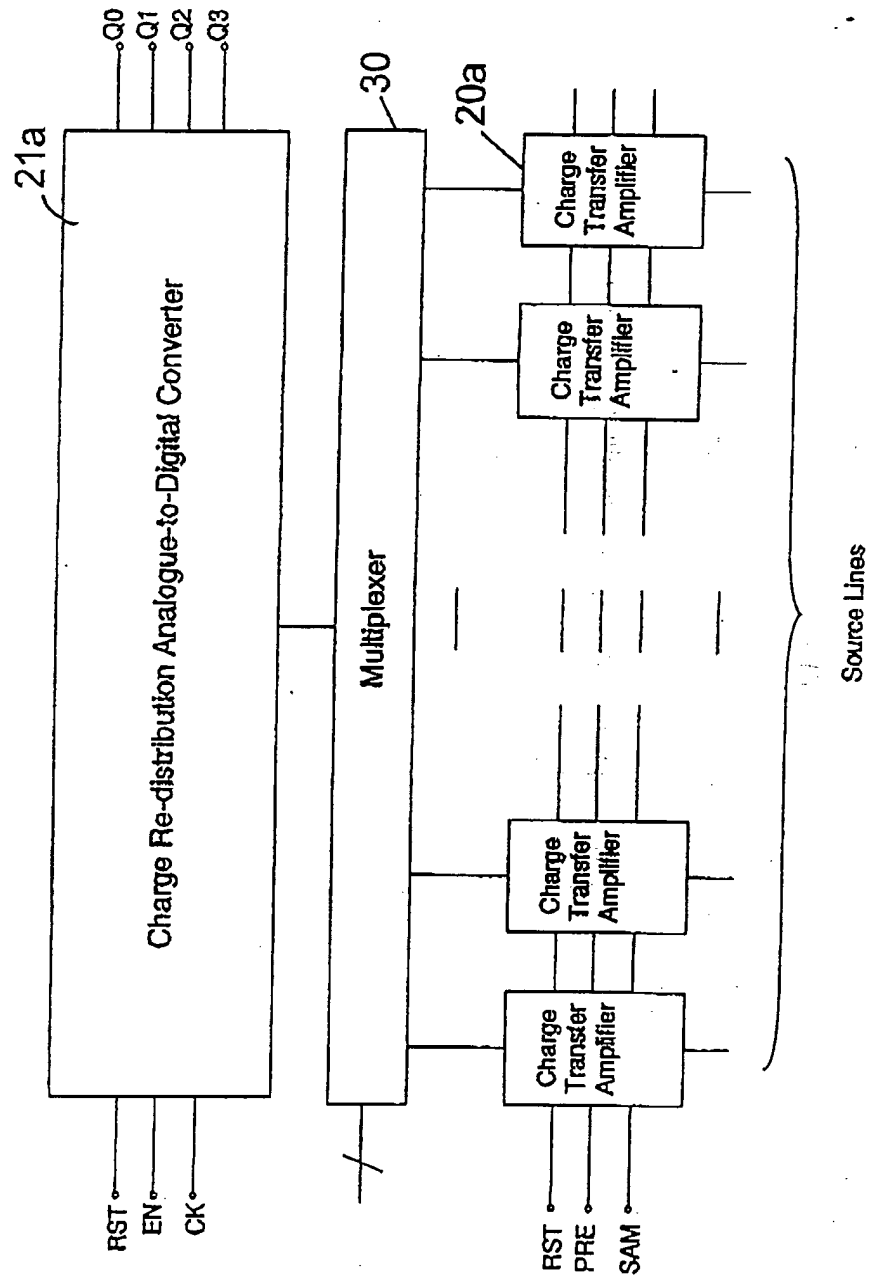 21a
Charge Re-distribution Analogue-to-Digital Converter
RST
EN
CK
Q0
Q1
Q2
Q3
30
Multiplexer
20a
Charge
Transfer
Amplifier
Charge
Transfer
Amplifier
Charge
Transfer
Amplifier
Charge
Transfer
Amplifier
RST
PRE
SAM
Source Lines